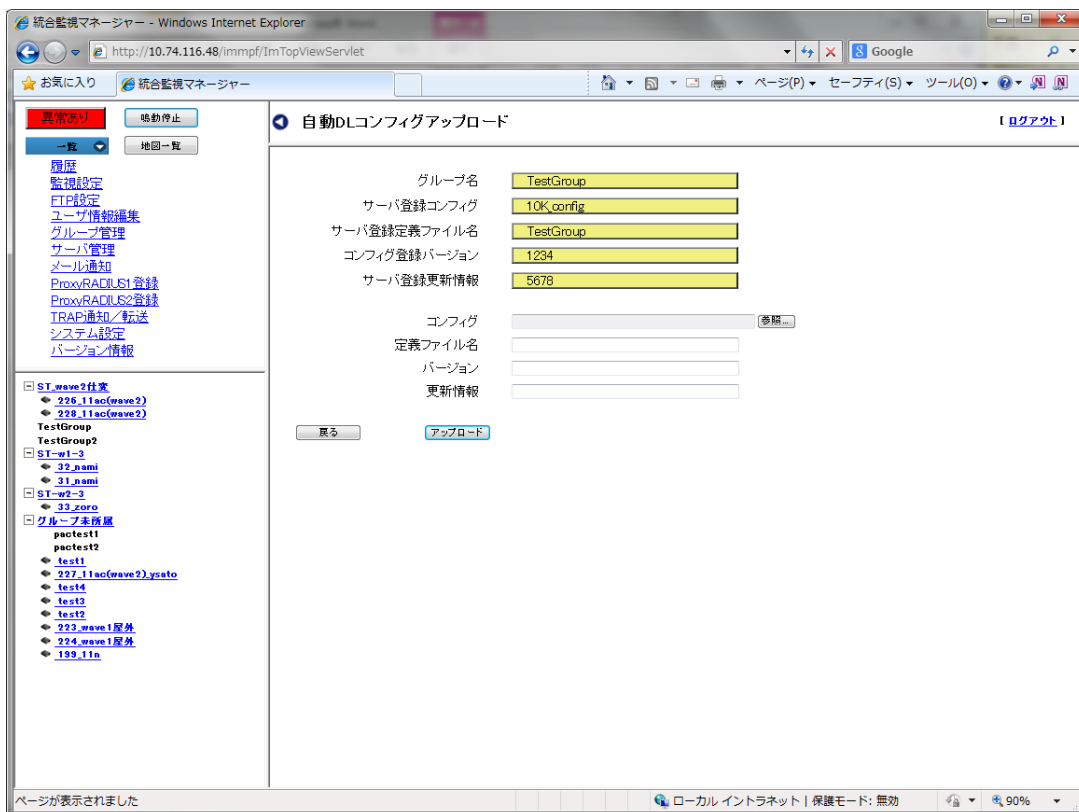 統合監視マネージャー - Windows Internet Explorer
http://10.74.116.48/immpf/ImTopViewServlet
Google
お気に入り
統合監視マネージャー
ページ(P) セーフティ(S) ツール(O)
異常あり 鳴動停止
一覧 地図一覧
履歴
監視設定
FTP設定
ユーザ情報編集
グループ管理
サーバ管理
メール通知
ProxyRADIUS1登録
ProxyRADIUS2登録
TRAP通知/転送
システム設定
バージョン情報
ST_wave2仕変
226_11ac(wave2)
228_11ac(wave2)
TestGroup
TestGroup2
ST-w1-3
32_nami
31_nami
ST-w2-3
33_zoro
グループ未所属
pactest1
pactest2
test1
227_11ac(wave2)_ysato
test4
test3
test2
223_wave1屋外
224_wave1屋外
199_11n
自動DLコンフィグアップロード
[ ログアウト ]
グループ名 TestGroup
サーバ登録コンフィグ 10K_config
サーバ登録定義ファイル名 TestGroup
コンフィグ登録バージョン 1234
サーバ登録更新情報 5678
コンフィグ 参照...
定義ファイル名
バージョン
更新情報
戻る アップロード
ページが表示されました
ローカル イントラネット | 保護モード: 無効
90%